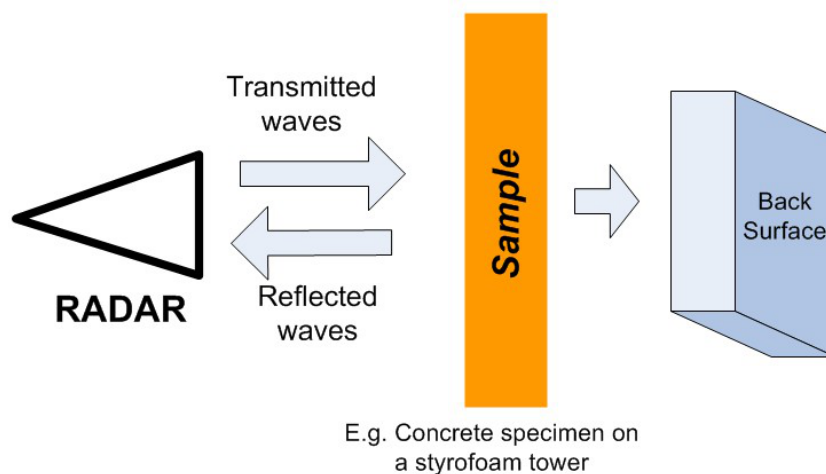 Transmitted
waves
Sample
Back
Surface
Reflected
waves
RADAR
E.g. Concrete specimen on
a styrofoam tower